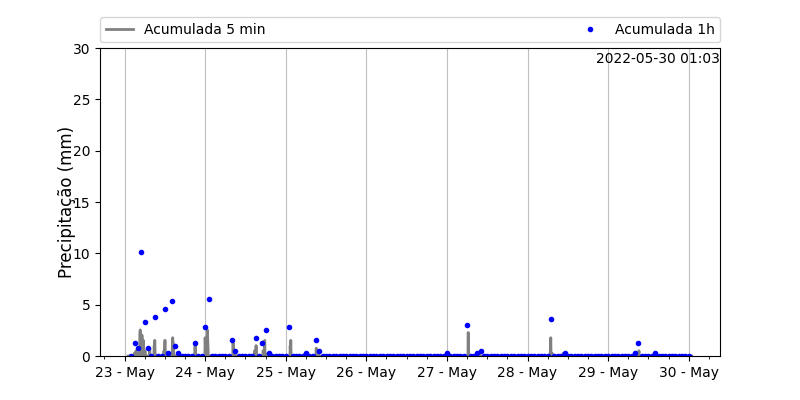 Acumulada 5 min
Acumulada 1h
2022-05-30 01:03
Precipitação (mm)
30
25
20
15
10
5
0
23 - May 24 - May 25 - May 26 - May 27 - May 28 - May 29 - May 30 - May